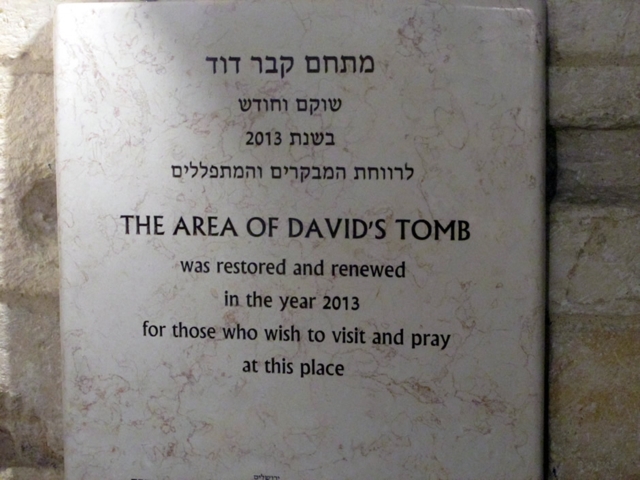 מתחם קבר דוד
שוקם וחודש
בשנת 2013
לרווחת המבקרים והמתפללים
THE AREA OF DAVID'S TOMB
was restored and renewed
in the year 2013
for those who wish to visit and pray
at this place